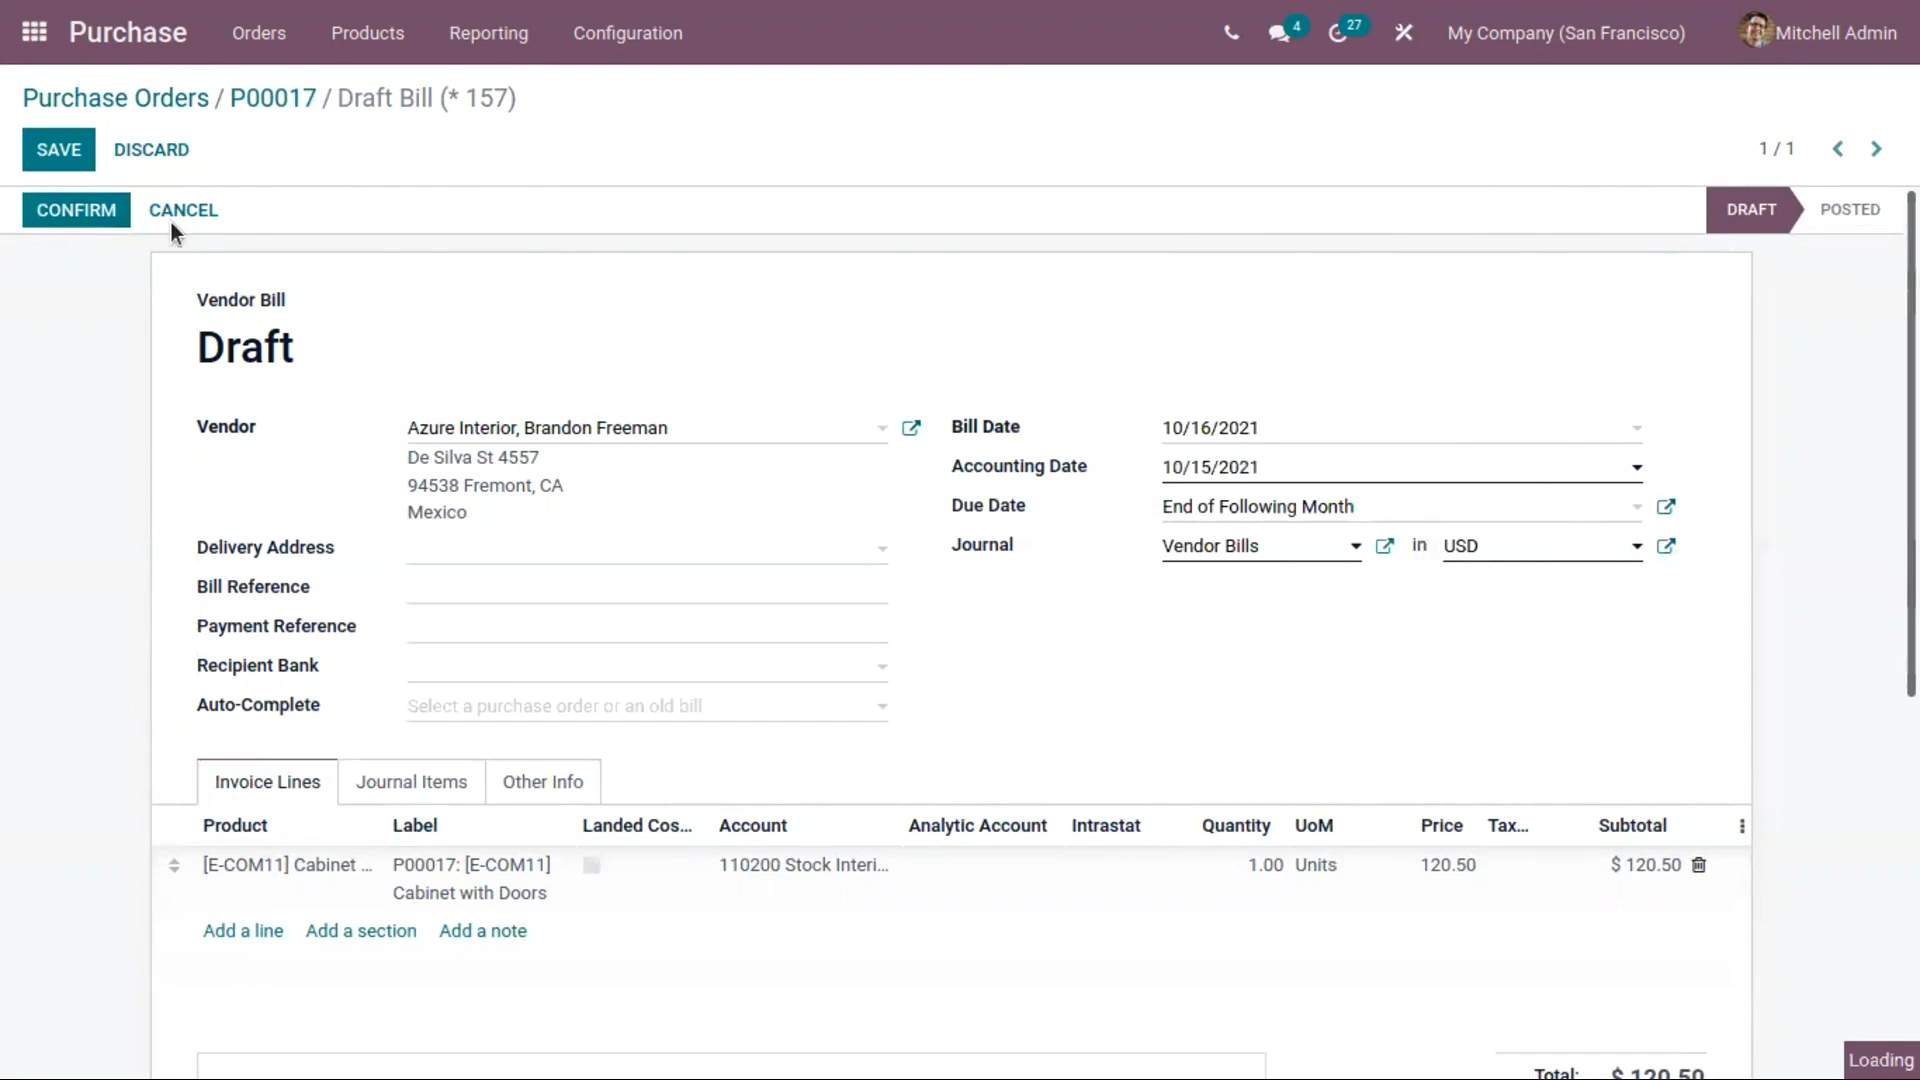 Purchase Orders Products Reporting Configuration 4 27 My Company (San Francisco) Mitchell Admin
Purchase Orders / P00017 / Draft Bill (* 157)
SAVE DISCARD 1 / 1
CONFIRM CANCEL DRAFT POSTED
Vendor Bill
Draft
Vendor Azure Interior, Brandon Freeman
De Silva St 4557
94538 Fremont, CA
Mexico
Delivery Address
Bill Reference
Payment Reference
Recipient Bank
Auto-Complete Select a purchase order or an old bill
Bill Date 10/16/2021
Accounting Date 10/15/2021
Due Date End of Following Month
Journal Vendor Bills in USD
Invoice Lines Journal Items Other Info
Product Label Landed Cos... Account Analytic Account Intrastat Quantity UoM Price Tax... Subtotal
[E-COM11] Cabinet ... P00017: [E-COM11] 110200 Stock Interi... 1.00 Units 120.50 $ 120.50
Cabinet with Doors
Add a line Add a section Add a note
Total: $ 120.50
Loading